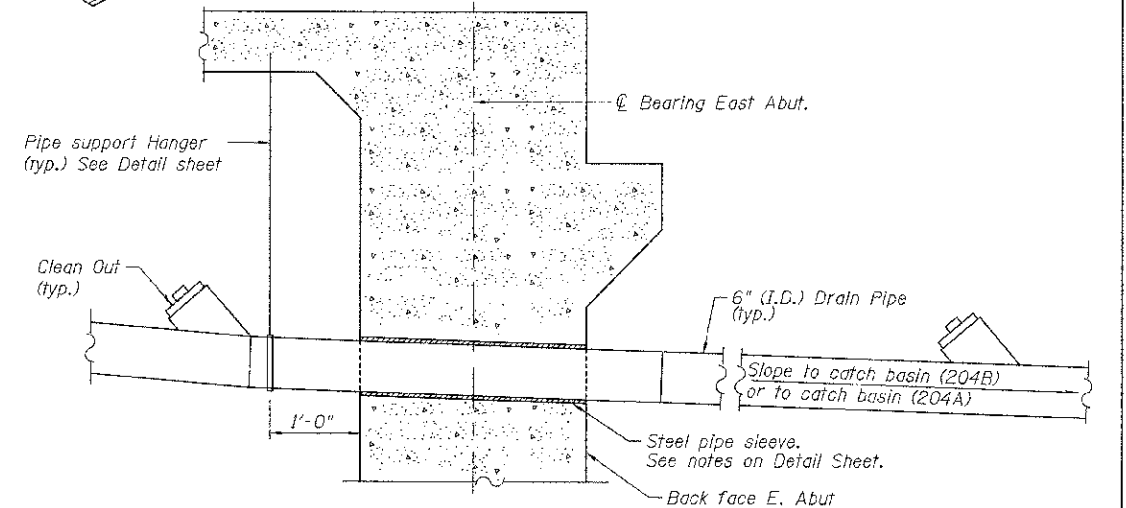 ℄ Bearing East Abut.
Pipe support Hanger
(typ.) See Detail sheet
Clean Out
(typ.)
6" (I.D.) Drain Pipe
(typ.)
Slope to catch basin (204B)
or to catch basin (204A)
1'-0"
Steel pipe sleeve.
See notes on Detail Sheet.
Back face E. Abut